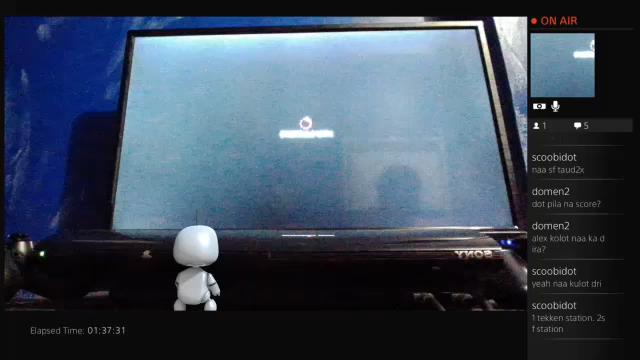 ON AIR
1
5
scoobidot
naa sf taud2x
domen2
dot pila na score?
domen2
alex kolot naa ka d
ira?
scoobidot
yeah naa kulot dri
scoobidot
1 tekken station. 2s
f station
SONY
Elapsed Time: 01:37:31